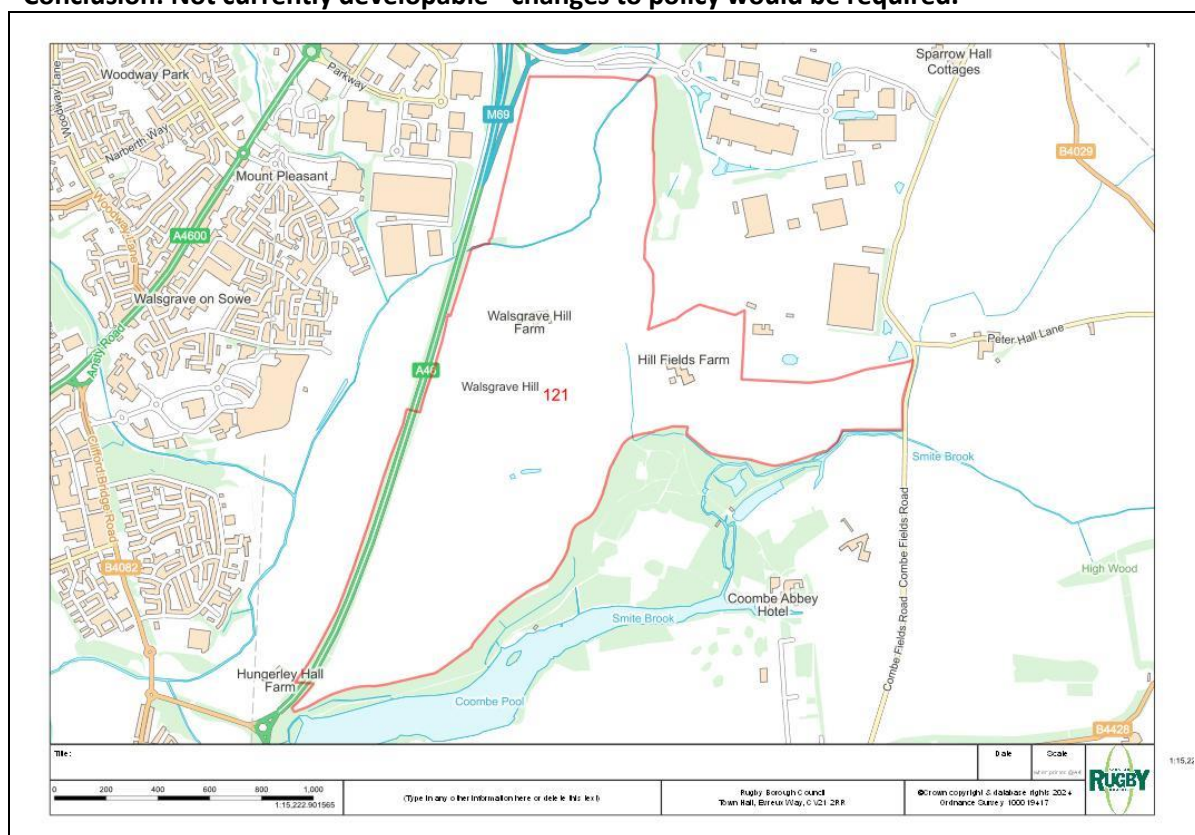 Conclusion: Not currently developable - changes to policy would be required.
Woodway Park
Woodway Lane
Parkway
Narberth Way
Woodway Lane
Mount Pleasant
M69
Sparrow Hall
Cottages
B4029
A4600
Walsgrave on Sowe
Ansty Road
Walsgrave Hill
Farm
Hill Fields Farm
Peter Hall Lane
A46
Walsgrave Hill
121
Clifford Bridge Road
Smite Brook
B4082
Combe Fields Road
Combe Fields Road
High Wood
Coombe Abbey
Hotel
Smite Brook
Hungerley Hall
Farm
Coombe Pool
B4428
Title:
Date
Scale
0 200 400 600 800 1,000
1:15,222.901565
(Type in any other information here or delete this text)
Rugby Borough Council
Town Hall, Evreux Way, CV21 2RR
©Crown copyright & database rights 2024
Ordnance Survey 100019417
RUGBY
1:15,22